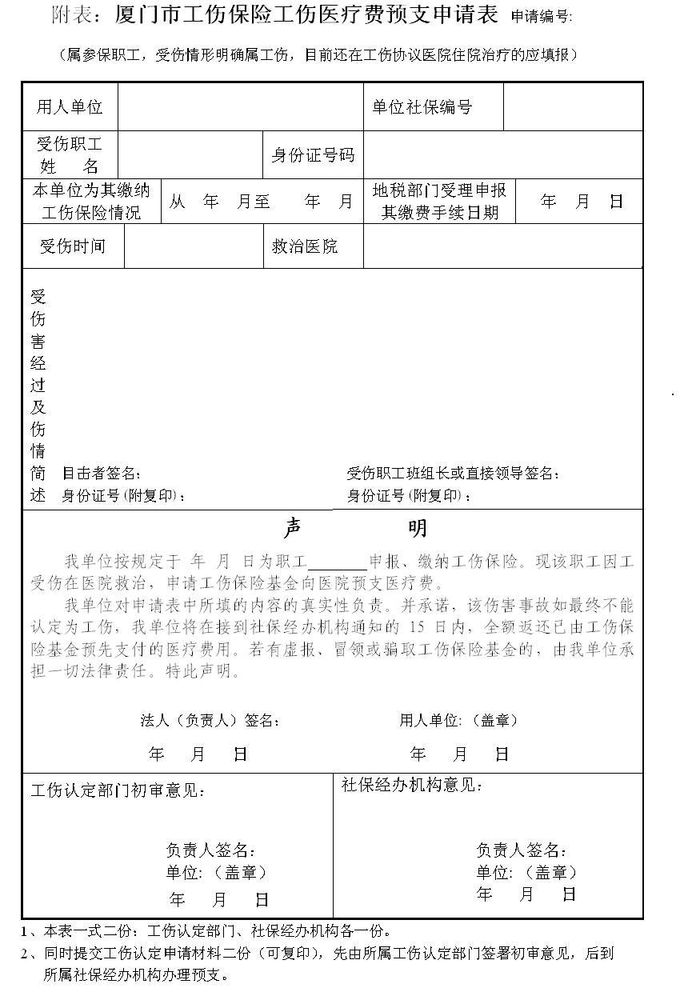 附表：厦门市工伤保险工伤医疗费预支申请表 申请编号:
（属参保职工，受伤情形明确属工伤，目前还在工伤协议医院住院治疗的应填报）
用人单位 单位社保编号
受伤职工
姓 名 身份证号码
本单位为其缴纳
工伤保险情况 从 年 月至 年 月 地税部门受理申报
其缴费手续日期 年 月 日
受伤时间 救治医院
受
伤
害
经
过
及
伤
情
简
述
目击者签名： 受伤职工班组长或直接领导签名：
身份证号(附复印)： 身份证号(附复印)：
声 明
我单位按规定于 年 月 日为职工_______申报、缴纳工伤保险。现该职工因工
受伤在医院救治，申请工伤保险基金向医院预支医疗费。
我单位对申请表中所填的内容的真实性负责。并承诺，该伤害事故如最终不能
认定为工伤，我单位将在接到社保经办机构通知的 15 日内，全额返还已由工伤保
险基金预先支付的医疗费用。若有虚报、冒领或骗取工伤保险基金的，由我单位承
担一切法律责任。特此声明。
法人（负责人）签名： 用人单位:（盖章）
年 月 日 年 月 日
工伤认定部门初审意见： 社保经办机构意见：
负责人签名： 负责人签名：
单位:（盖章） 单位:（盖章）
年 月 日 年 月 日
1、本表一式二份：工伤认定部门、社保经办机构各一份。
2、同时提交工伤认定申请材料二份（可复印），先由所属工伤认定部门签署初审意见，后到
所属社保经办机构办理预支。